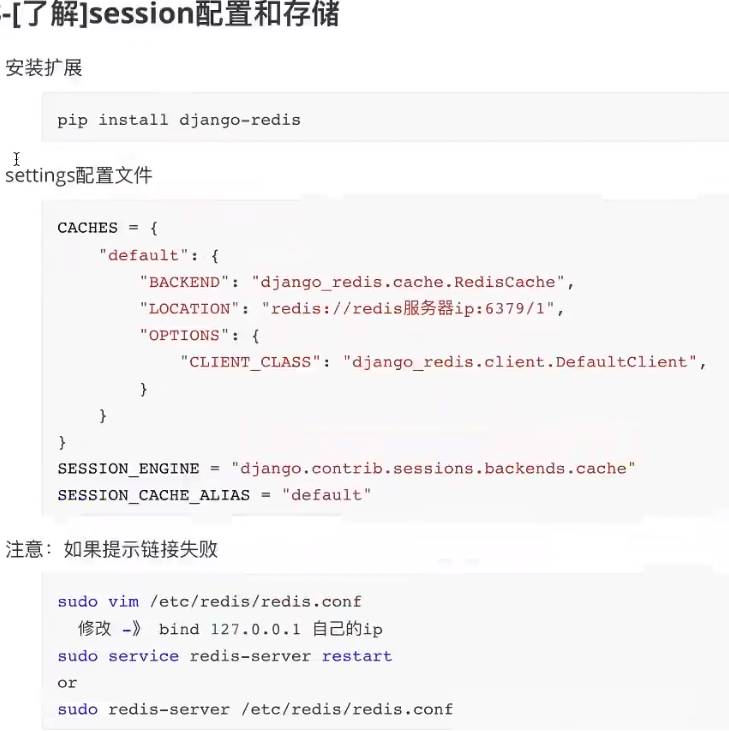 -[了解]session配置和存储
安装扩展
pip install django-redis
settings配置文件
CACHES = {
    "default": {
        "BACKEND": "django_redis.cache.RedisCache",
        "LOCATION": "redis://redis服务器ip:6379/1",
        "OPTIONS": {
            "CLIENT_CLASS": "django_redis.client.DefaultClient",
        }
    }
}
SESSION_ENGINE = "django.contrib.sessions.backends.cache"
SESSION_CACHE_ALIAS = "default"
注意：如果提示链接失败
sudo vim /etc/redis/redis.conf
  修改 -》 bind 127.0.0.1 自己的ip
sudo service redis-server restart
or
sudo redis-server /etc/redis/redis.conf